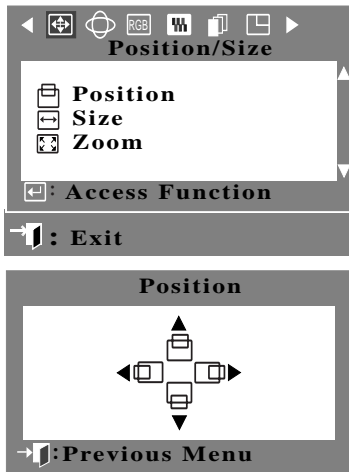 RGB
Position/Size
Position
Size
Zoom
: Access Function
: Exit
Position
:Previous Menu